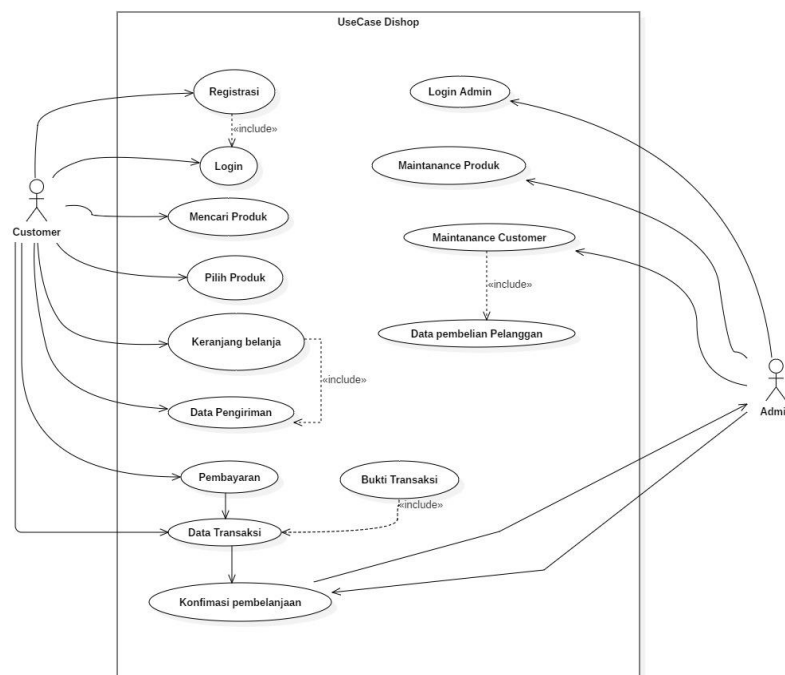 UseCase Dishop
Registrasi
Login Admin
«include»
Login
Maintanance Produk
Mencari Produk
Customer
Maintanance Customer
Pilih Produk
«include»
Keranjang belanja
Data pembelian Pelanggan
«include»
Admi
Data Pengiriman
Pembayaran
Bukti Transaksi
«include»
Data Transaksi
Konfimasi pembelanjaan